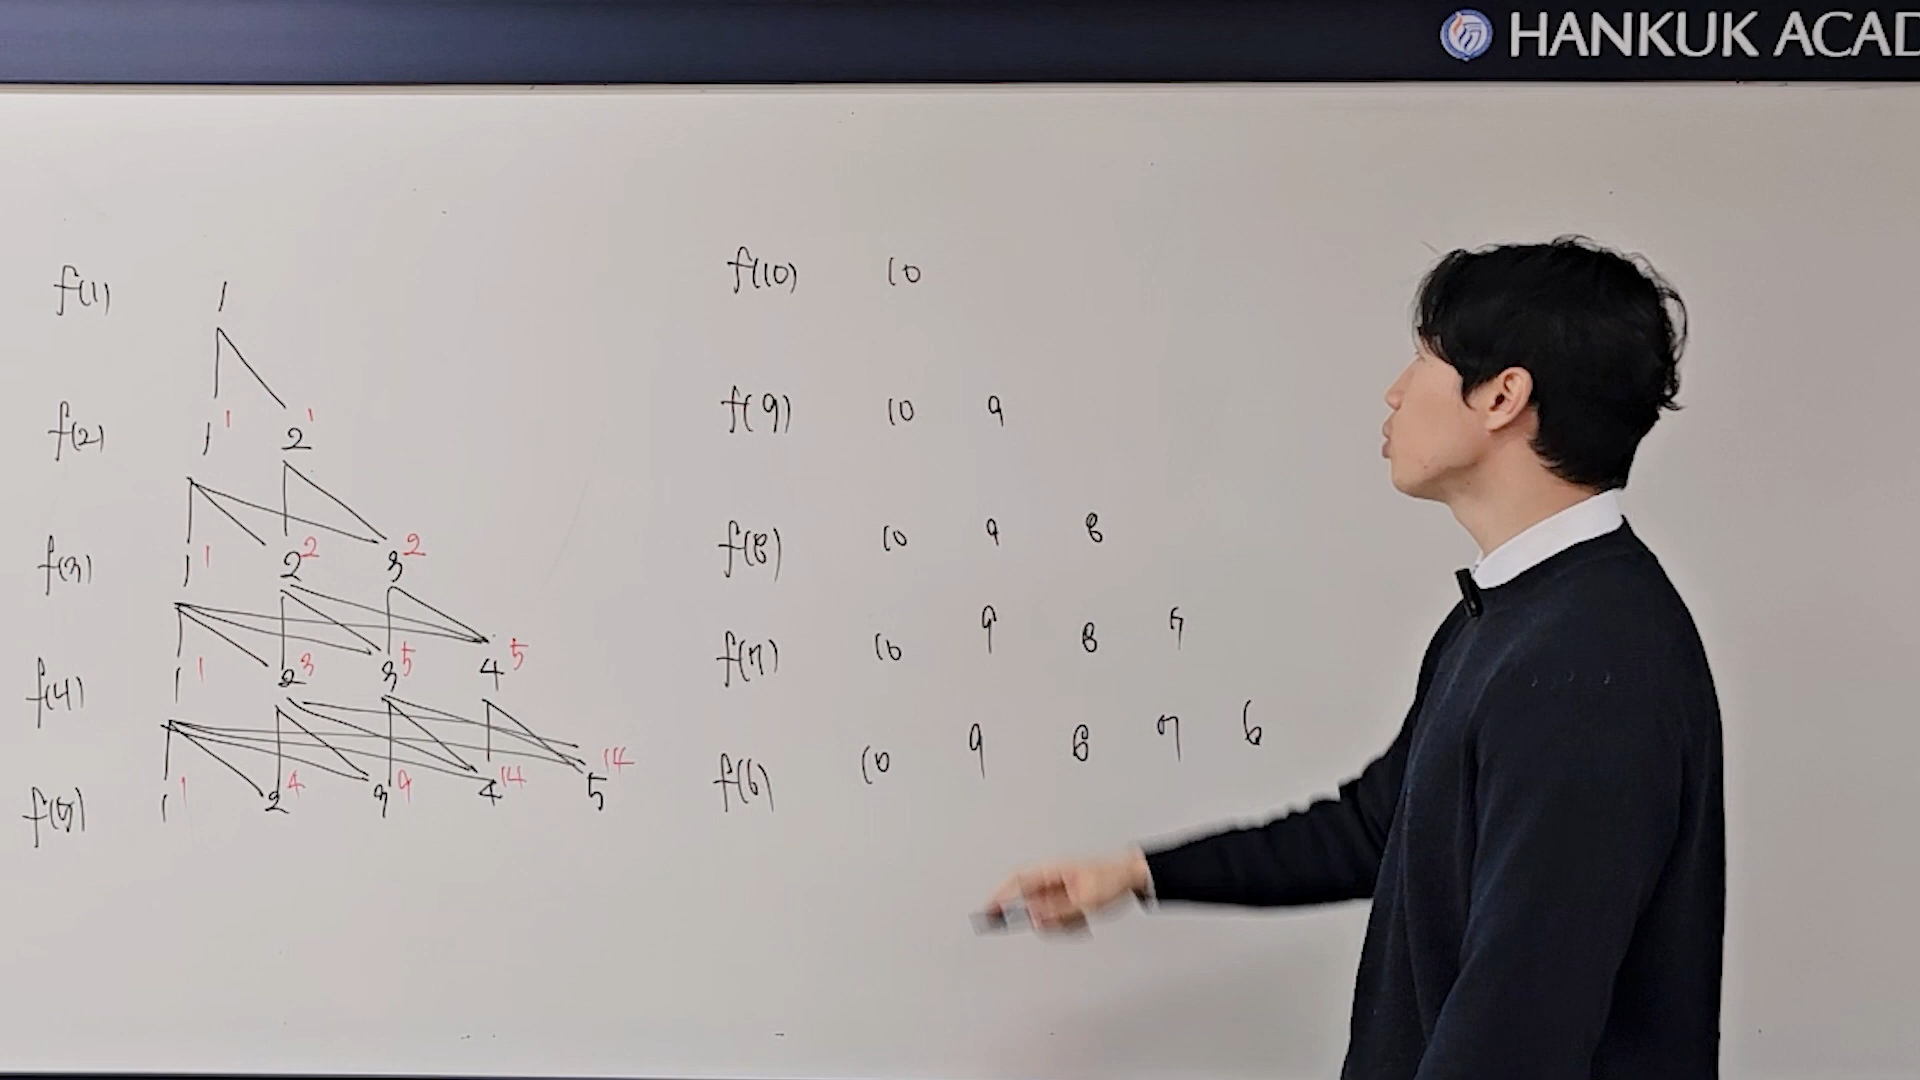 HANKUK ACAD
f(1) 1
f(2) 1 1 2 1
f(3) 1 1 2 2 3 2
f(4) 1 1 2 3 3 5 4 5
f(5) 1 1 2 4 3 9 4 14 5 14
f(10) 10
f(9) 10 9
f(8) 10 9 8
f(7) 10 9 8 7
f(6) 10 9 8 7 6